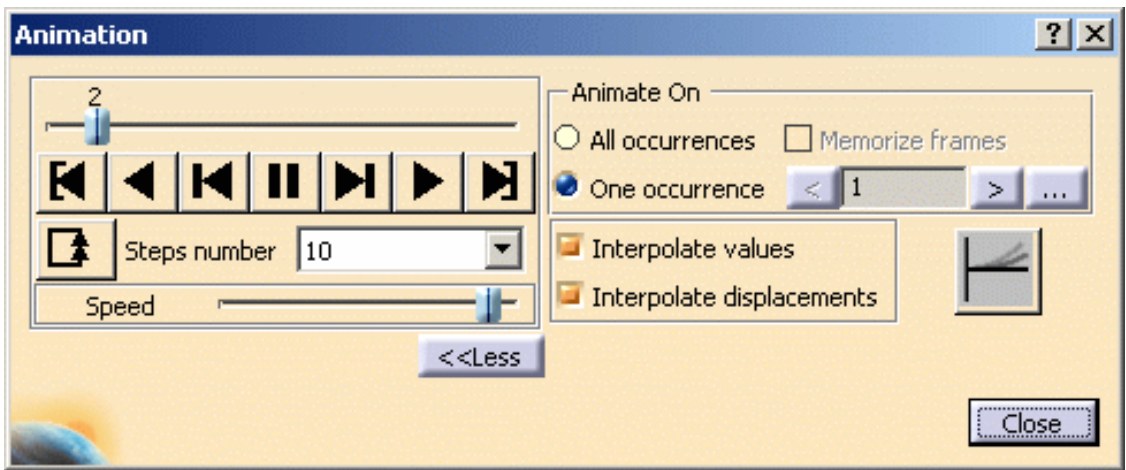 Animation
2
Animate On
All occurrences Memorize frames
One occurrence < 1 > ...
Steps number 10
Interpolate values
Interpolate displacements
Speed
<<Less
Close